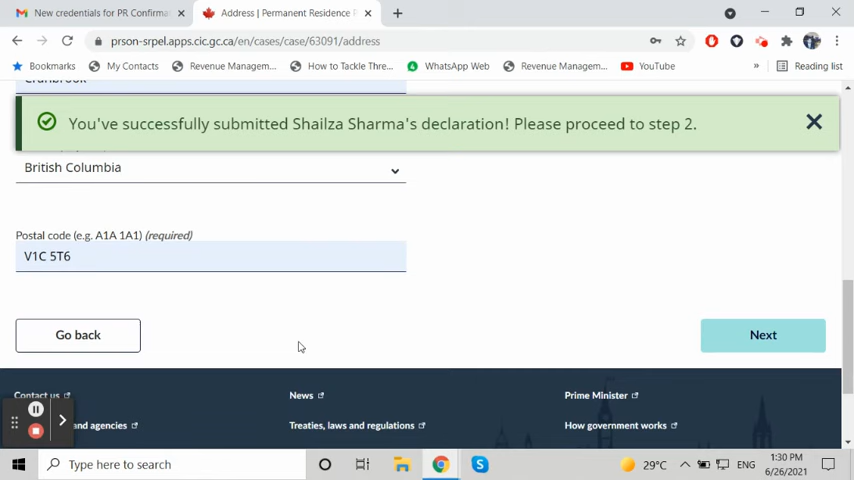 New credentials for PR Confirma
Address | Permanent Residence P
prson-srpel.apps.cic.gc.ca/en/cases/case/63091/address
Bookmarks
My Contacts
Revenue Managem...
How to Tackle Thre...
WhatsApp Web
Revenue Managem...
YouTube
»
Reading list
Cranbrook
You've successfully submitted Shailza Sharma's declaration! Please proceed to step 2.
British Columbia
Postal code (e.g. A1A 1A1) (required)
V1C 5T6
Go back
Next
Contact us
News
Prime Minister
and agencies
Treaties, laws and regulations
How government works
Type here to search
29°C
ENG
1:30 PM
6/26/2021